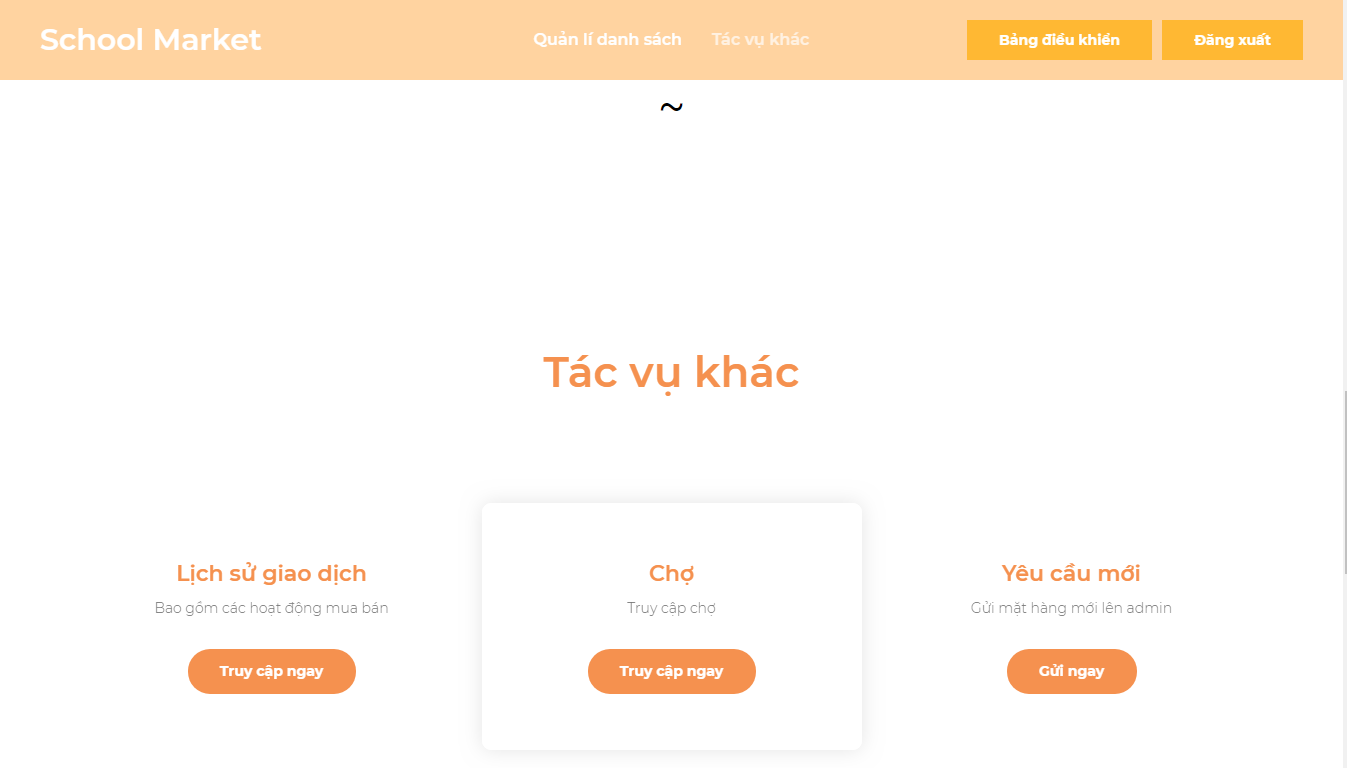 School Market
Quản lí danh sách
Tác vụ khác
Bảng điều khiển
Đăng xuất
~
Tác vụ khác
Lịch sử giao dịch
Bao gồm các hoạt động mua bán
Truy cập ngay
Chợ
Truy cập chợ
Truy cập ngay
Yêu cầu mới
Gửi mặt hàng mới lên admin
Gửi ngay